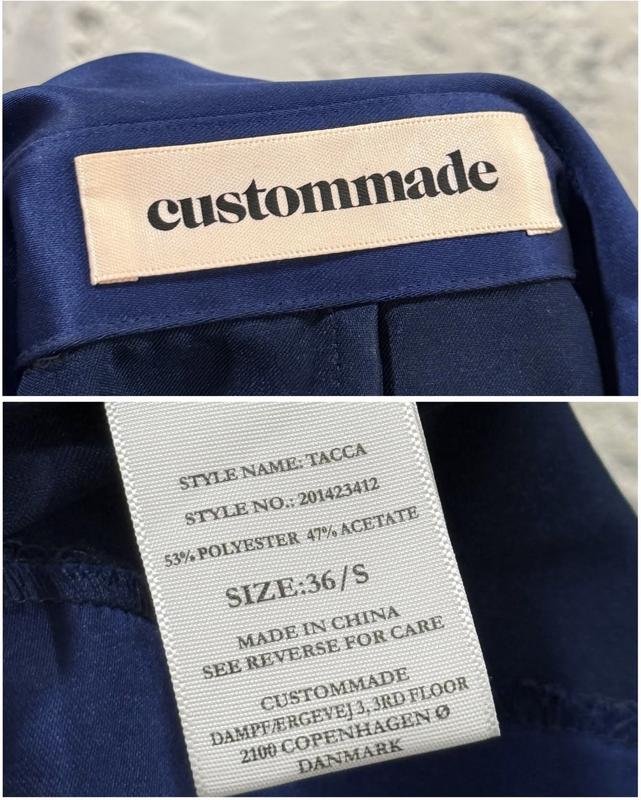 custommade
STYLE NAME: TACCA
STYLE NO.: 201423412
53% POLYESTER 47% ACETATE
SIZE:36/S
MADE IN CHINA
SEE REVERSE FOR CARE
CUSTOMMADE
DAMPFÆRGEVEJ 3, 3RD FLOOR
2100 COPENHAGEN Ø
DANMARK